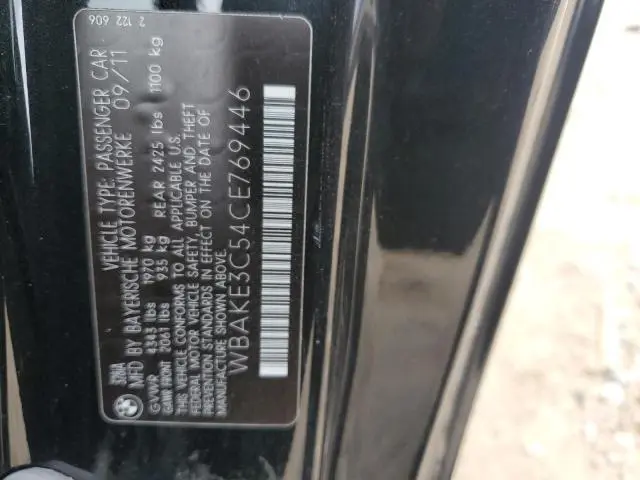 VEHICLE TYPE: PASSENGER CAR
MFD BY BAYERISCHE MOTORENWERKE 09/11
GVWR 4343 lbs 1970 kg
GAWR FRONT 2061 lbs 935 kg REAR 2425 lbs 1100 kg
THIS VEHICLE CONFORMS TO ALL APPLICABLE U.S.
FEDERAL MOTOR VEHICLE SAFETY, BUMPER AND THEFT
PREVENTION STANDARDS IN EFFECT ON THE DATE OF
MANUFACTURE SHOWN ABOVE.
WBAKE3C54CE769446
2 122 606